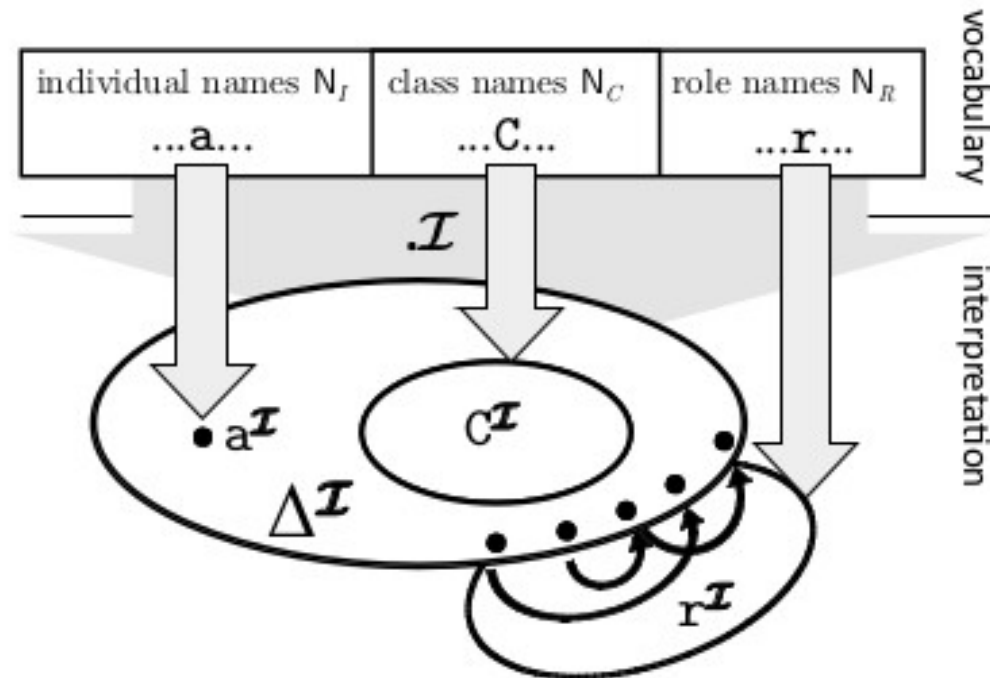 individual names N_I
class names N_C
role names N_R
...a...
...C...
...r...
vocabulary
.ℐ
interpretation
a^ℐ
C^ℐ
Δ^ℐ
r^ℐ